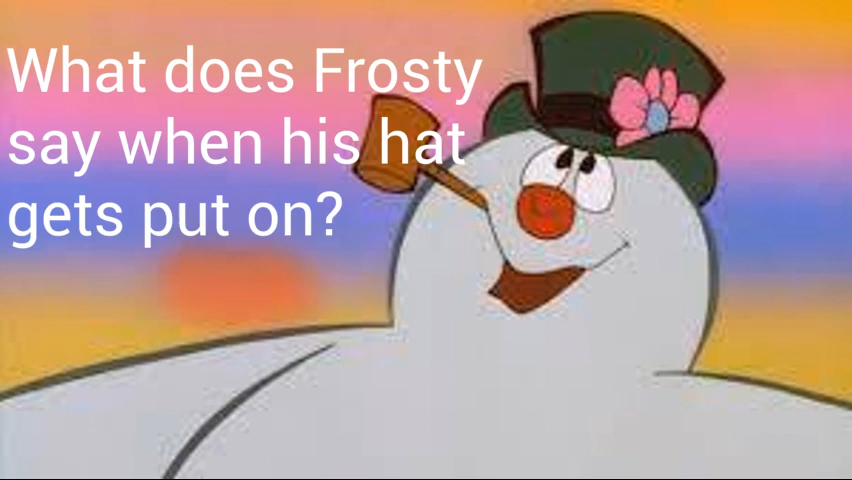 What does Frosty
say when his hat
gets put on?